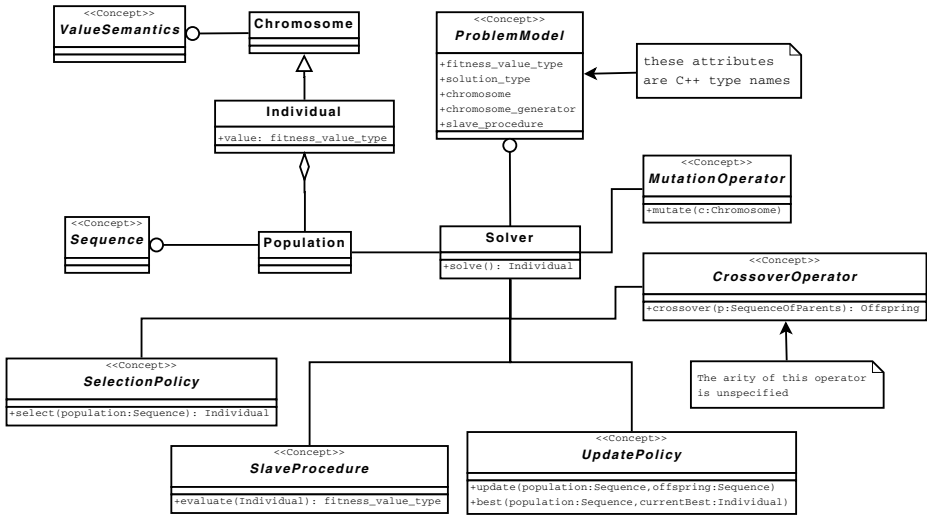 <<Concept>>
ValueSemantics
Chromosome
<<Concept>>
ProblemModel
+fitness_value_type
+solution_type
+chromosome
+chromosome_generator
+slave_procedure
these attributes
are C++ type names
Individual
+value: fitness_value_type
<<Concept>>
MutationOperator
+mutate(c:Chromosome)
<<Concept>>
Sequence
Population
Solver
+solve(): Individual
<<Concept>>
CrossoverOperator
+crossover(p:SequenceOfParents): Offspring
<<Concept>>
SelectionPolicy
+select(population:Sequence): Individual
The arity of this operator
is unspecified
<<Concept>>
SlaveProcedure
+evaluate(Individual): fitness_value_type
<<Concept>>
UpdatePolicy
+update(population:Sequence,offspring:Sequence)
+best(population:Sequence,currentBest:Individual)